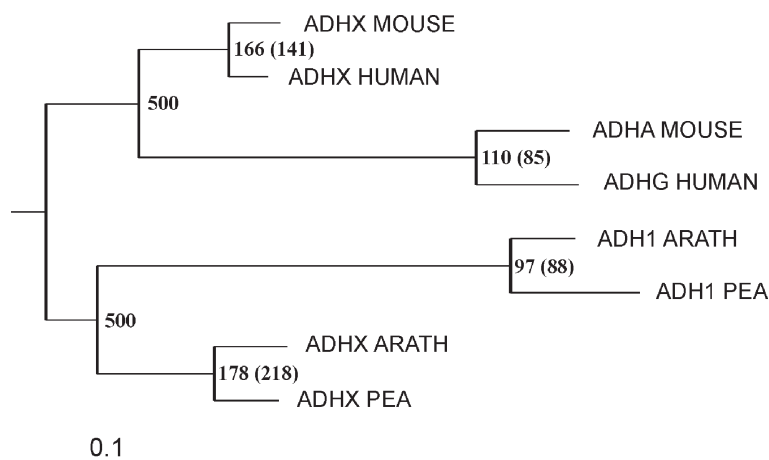 ADHX MOUSE
166 (141)
ADHX HUMAN
500
ADHA MOUSE
110 (85)
ADHG HUMAN
ADH1 ARATH
97 (88)
ADH1 PEA
500
ADHX ARATH
178 (218)
ADHX PEA
0.1